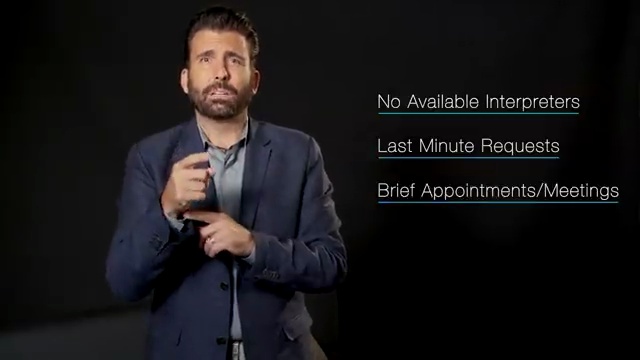 No Available Interpreters
Last Minute Requests
Brief Appointments/Meetings